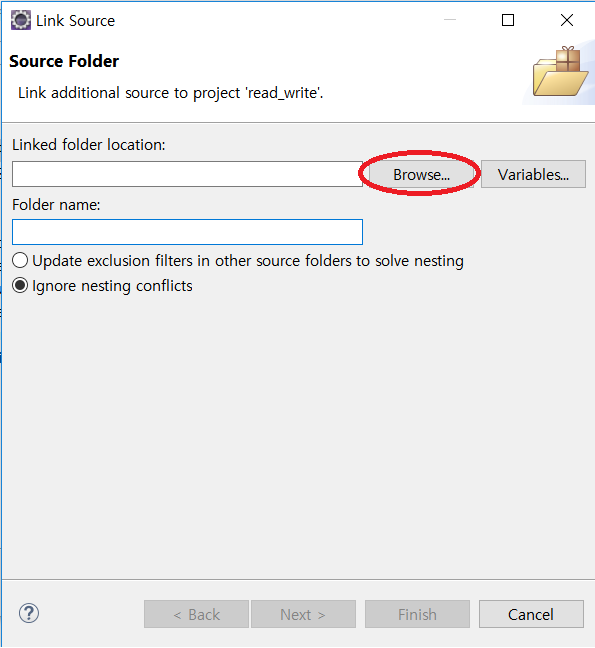 Link Source
Source Folder
Link additional source to project 'read_write'.
Linked folder location:
Browse...
Variables...
Folder name:
Update exclusion filters in other source folders to solve nesting
Ignore nesting conflicts
?
< Back
Next >
Finish
Cancel